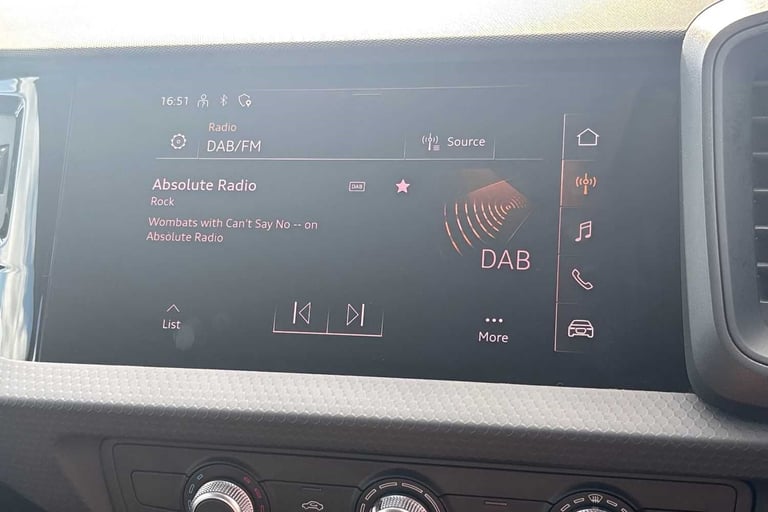 16:51
Radio
DAB/FM
Source
Absolute Radio
DAB
Rock
Wombats with Can't Say No -- on
Absolute Radio
DAB
List
More